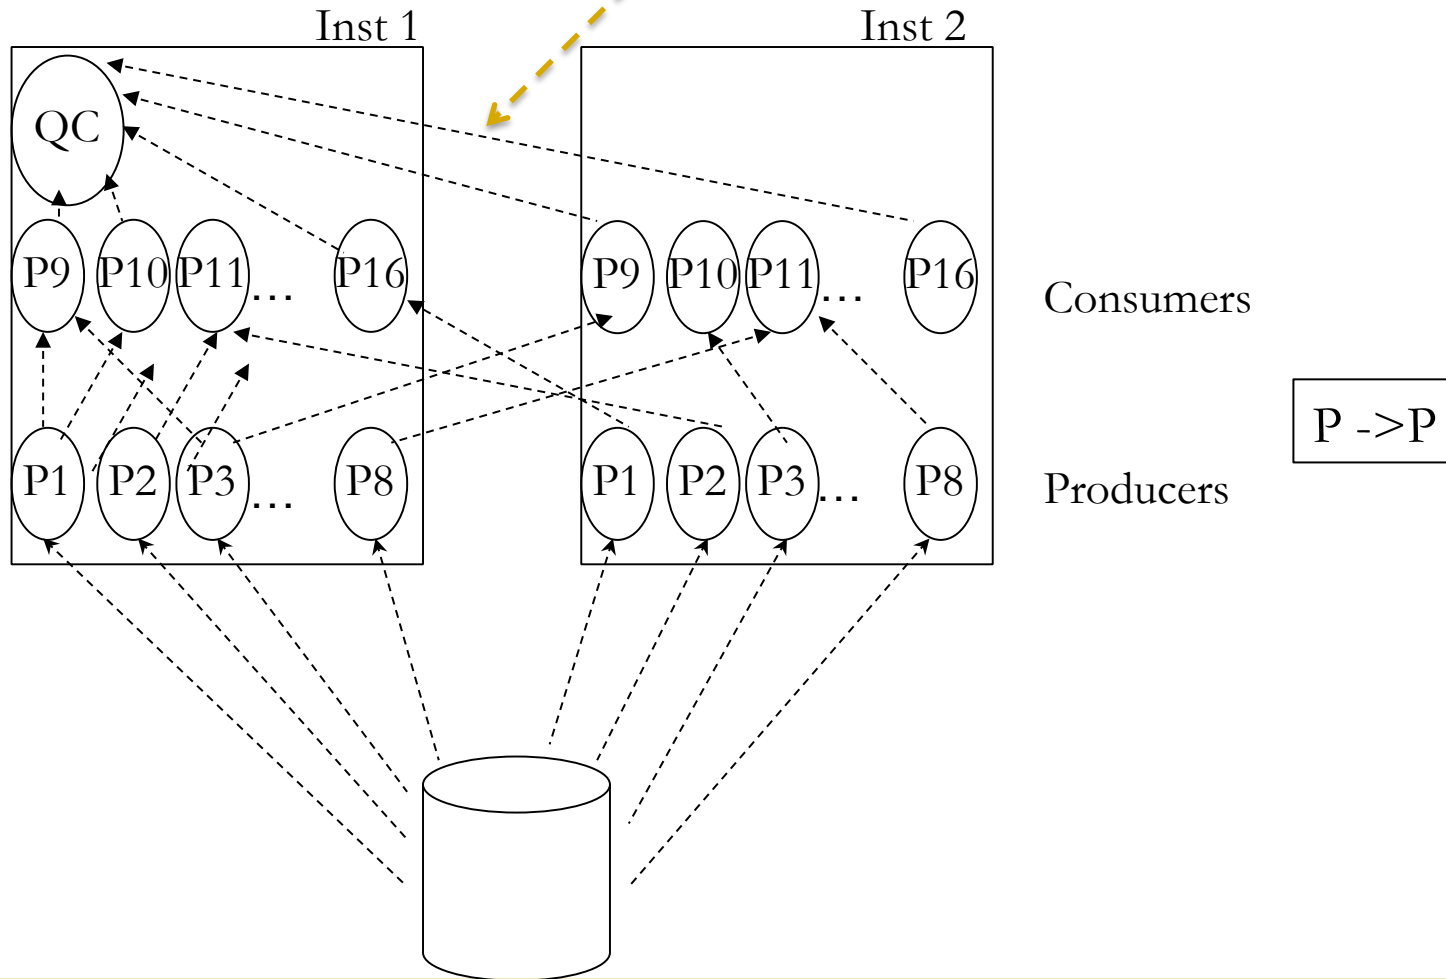 Inst 1
Inst 2
QC
P9 P10 P11 ... P16
P9 P10 P11 ... P16
Consumers
P ->P
P1 P2 P3 ... P8
P1 P2 P3 ... P8
Producers